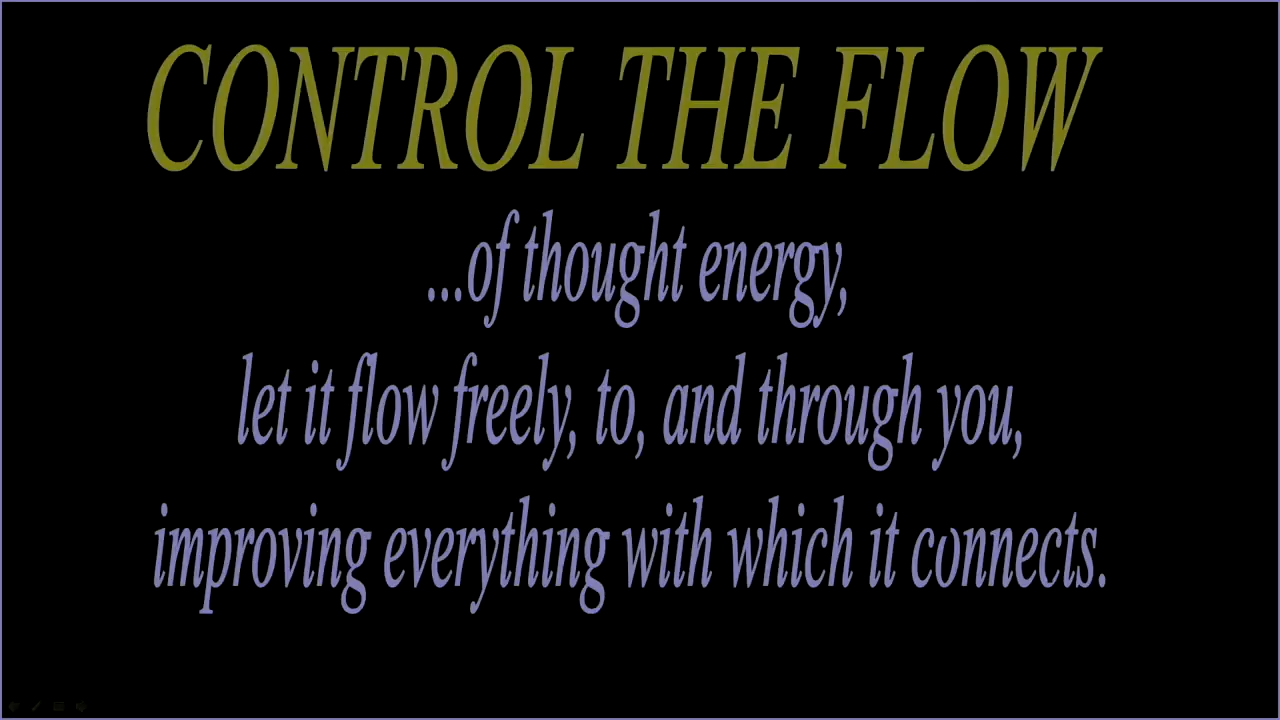 CONTROL THE FLOW
...of thought energy,
let it flow freely, to, and through you,
improving everything with which it connects.